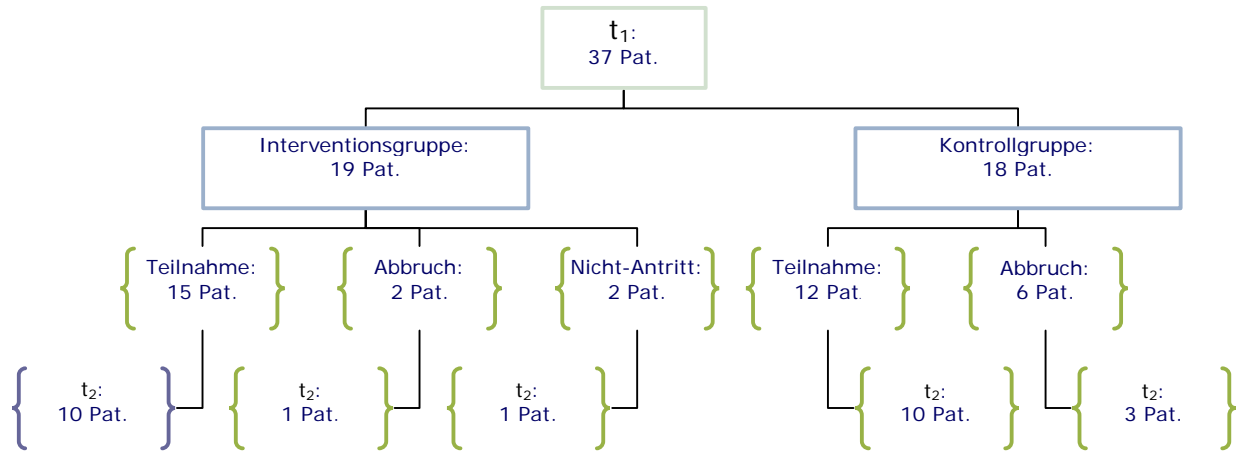 t₁:
37 Pat.
Interventionsgruppe:
19 Pat.
Kontrollgruppe:
18 Pat.
Teilnahme:
15 Pat.
Abbruch:
2 Pat.
Nicht-Antritt:
2 Pat.
Teilnahme:
12 Pat.
Abbruch:
6 Pat.
t₂:
10 Pat.
t₂:
1 Pat.
t₂:
1 Pat.
t₂:
10 Pat.
t₂:
3 Pat.